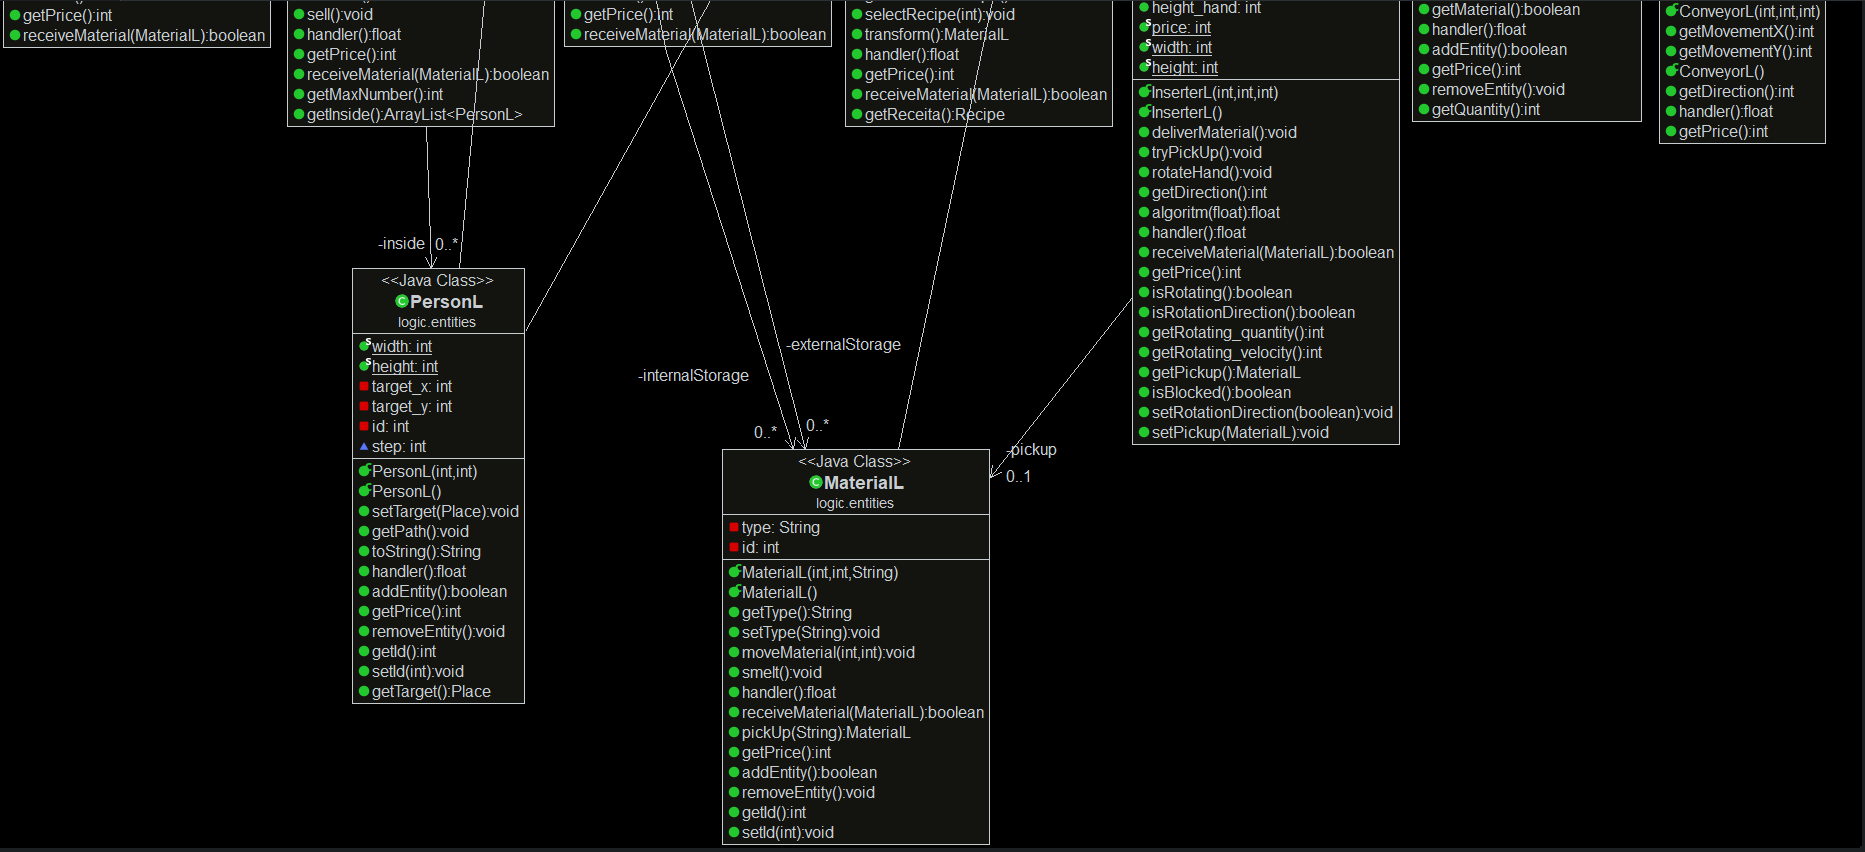 getPrice():int
receiveMaterial(MaterialL):boolean
sell():void
handler():float
getPrice():int
receiveMaterial(MaterialL):boolean
getMaxNumber():int
getInside():ArrayList<PersonL>
getPrice():int
receiveMaterial(MaterialL):boolean
selectRecipe(int):void
transform():MaterialL
handler():float
getPrice():int
receiveMaterial(MaterialL):boolean
getReceita():Recipe
height_hand: int
price: int
width: int
height: int
InserterL(int,int,int)
InserterL()
deliverMaterial():void
tryPickUp():void
rotateHand():void
getDirection():int
algoritm(float):float
handler():float
receiveMaterial(MaterialL):boolean
getPrice():int
isRotating():boolean
isRotationDirection():boolean
getRotating_quantity():int
getRotating_velocity():int
getPickup():MaterialL
isBlocked():boolean
setRotationDirection(boolean):void
setPickup(MaterialL):void
getMaterial():boolean
handler():float
addEntity():boolean
getPrice():int
removeEntity():void
getQuantity():int
ConveyorL(int,int,int)
getMovementX():int
getMovementY():int
ConveyorL()
getDirection():int
handler():float
getPrice():int
-inside 0..*
<<Java Class>>
PersonL
logic.entities
width: int
height: int
target_x: int
target_y: int
id: int
step: int
PersonL(int,int)
PersonL()
setTarget(Place):void
getPath():void
toString():String
handler():float
addEntity():boolean
getPrice():int
removeEntity():void
getId():int
setId(int):void
getTarget():Place
-externalStorage
-internalStorage
0..* 0..*
-pickup
0..1
<<Java Class>>
MaterialL
logic.entities
type: String
id: int
MaterialL(int,int,String)
MaterialL()
getType():String
setType(String):void
moveMaterial(int,int):void
smelt():void
handler():float
receiveMaterial(MaterialL):boolean
pickUp(String):MaterialL
getPrice():int
addEntity():boolean
removeEntity():void
getId():int
setId(int):void